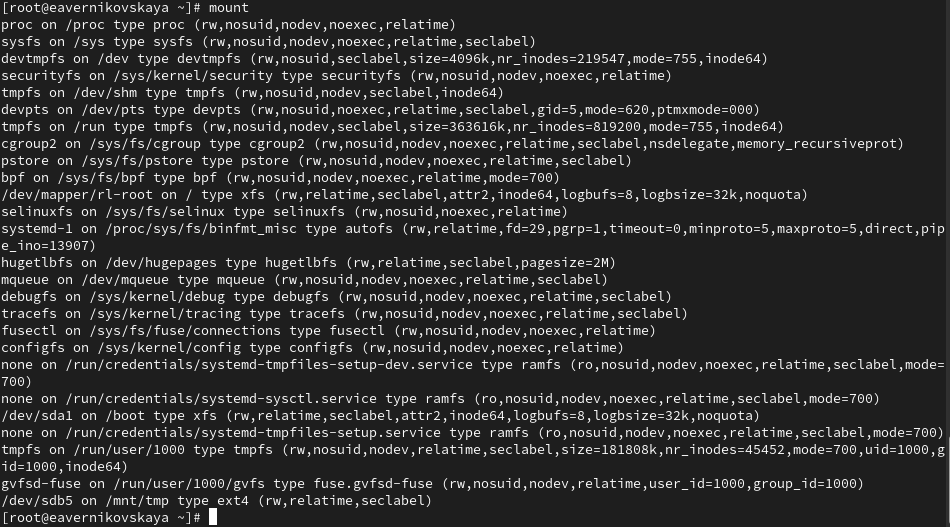 [root@eavernikovskaya ~]# mount
proc on /proc type proc (rw,nosuid,nodev,noexec,relatime)
sysfs on /sys type sysfs (rw,nosuid,nodev,noexec,relatime,seclabel)
devtmpfs on /dev type devtmpfs (rw,nosuid,seclabel,size=4096k,nr_inodes=219547,mode=755,inode64)
securityfs on /sys/kernel/security type securityfs (rw,nosuid,nodev,noexec,relatime)
tmpfs on /dev/shm type tmpfs (rw,nosuid,nodev,seclabel,inode64)
devpts on /dev/pts type devpts (rw,nosuid,noexec,relatime,seclabel,gid=5,mode=620,ptmxmode=000)
tmpfs on /run type tmpfs (rw,nosuid,nodev,seclabel,size=363616k,nr_inodes=819200,mode=755,inode64)
cgroup2 on /sys/fs/cgroup type cgroup2 (rw,nosuid,nodev,noexec,relatime,seclabel,nsdelegate,memory_recursiveprot)
pstore on /sys/fs/pstore type pstore (rw,nosuid,nodev,noexec,relatime,seclabel)
bpf on /sys/fs/bpf type bpf (rw,nosuid,nodev,noexec,relatime,mode=700)
/dev/mapper/rl-root on / type xfs (rw,relatime,seclabel,attr2,inode64,logbufs=8,logbsize=32k,noquota)
selinuxfs on /sys/fs/selinux type selinuxfs (rw,nosuid,noexec,relatime)
systemd-1 on /proc/sys/fs/binfmt_misc type autofs (rw,relatime,fd=29,pgrp=1,timeout=0,minproto=5,maxproto=5,direct,pip
e_ino=13907)
hugetlbfs on /dev/hugepages type hugetlbfs (rw,relatime,seclabel,pagesize=2M)
mqueue on /dev/mqueue type mqueue (rw,nosuid,nodev,noexec,relatime,seclabel)
debugfs on /sys/kernel/debug type debugfs (rw,nosuid,nodev,noexec,relatime,seclabel)
tracefs on /sys/kernel/tracing type tracefs (rw,nosuid,nodev,noexec,relatime,seclabel)
fusectl on /sys/fs/fuse/connections type fusectl (rw,nosuid,nodev,noexec,relatime)
configfs on /sys/kernel/config type configfs (rw,nosuid,nodev,noexec,relatime)
none on /run/credentials/systemd-tmpfiles-setup-dev.service type ramfs (ro,nosuid,nodev,noexec,relatime,seclabel,mode=
700)
none on /run/credentials/systemd-sysctl.service type ramfs (ro,nosuid,nodev,noexec,relatime,seclabel,mode=700)
/dev/sda1 on /boot type xfs (rw,relatime,seclabel,attr2,inode64,logbufs=8,logbsize=32k,noquota)
none on /run/credentials/systemd-tmpfiles-setup.service type ramfs (ro,nosuid,nodev,noexec,relatime,seclabel,mode=700)
tmpfs on /run/user/1000 type tmpfs (rw,nosuid,nodev,relatime,seclabel,size=181808k,nr_inodes=45452,mode=700,uid=1000,g
id=1000,inode64)
gvfsd-fuse on /run/user/1000/gvfs type fuse.gvfsd-fuse (rw,nosuid,nodev,relatime,user_id=1000,group_id=1000)
/dev/sdb5 on /mnt/tmp type ext4 (rw,relatime,seclabel)
[root@eavernikovskaya ~]#